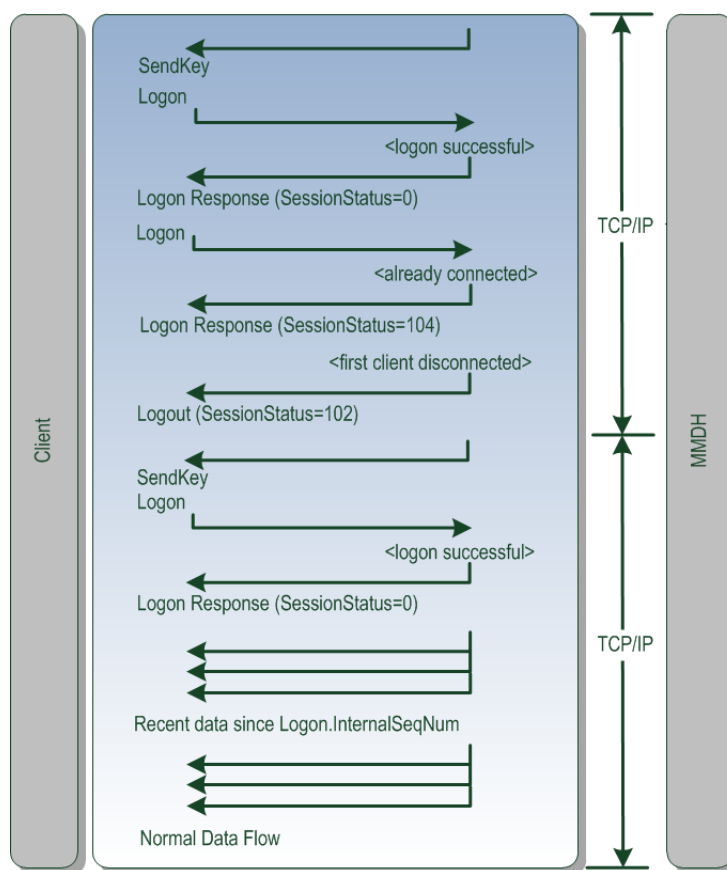 SendKey
Logon
<logon successful>
Logon Response (SessionStatus=0)
Logon
<already connected>
Logon Response (SessionStatus=104)
<first client disconnected>
Logout (SessionStatus=102)
SendKey
Logon
<logon successful>
Logon Response (SessionStatus=0)
Recent data since Logon.InternalSeqNum
Normal Data Flow
Client
TCP/IP
TCP/IP
MMDH